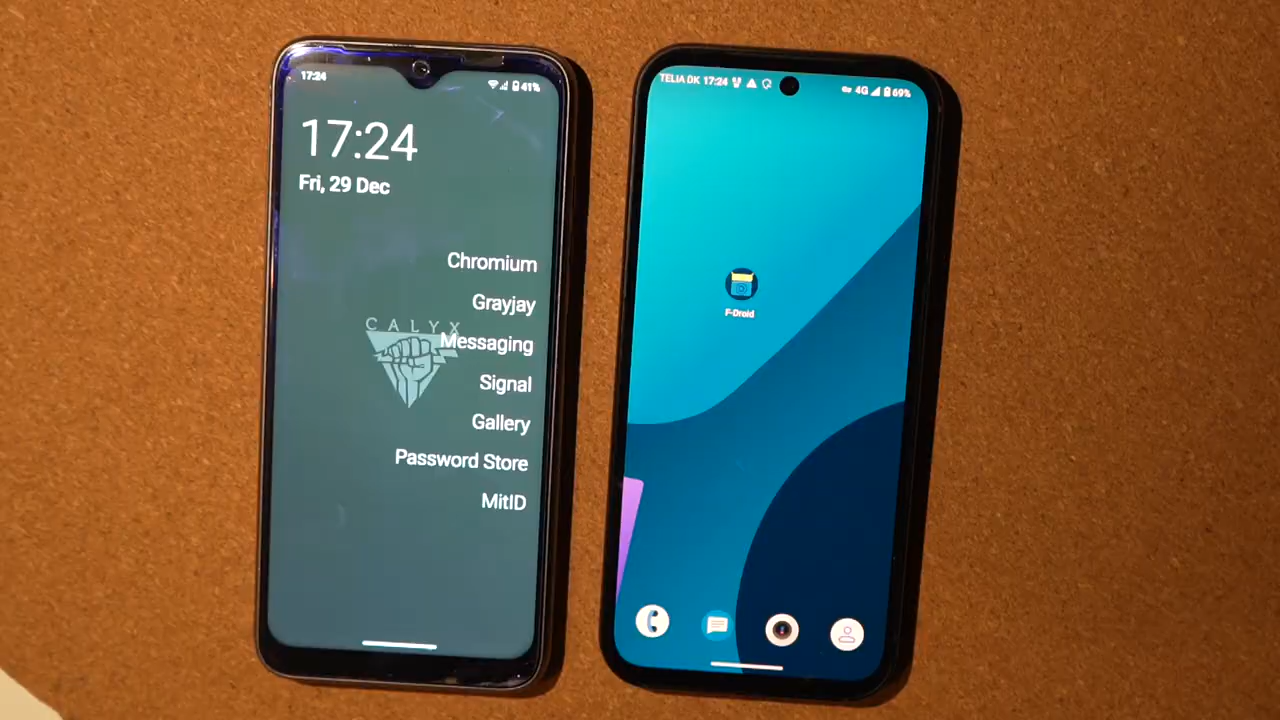 17:24
41%
17:24
Fri, 29 Dec
Chromium
Grayjay
CALYX
Messaging
Signal
Gallery
Password Store
MitID
TELIA DK 17:24
4G 69%
F-Droid